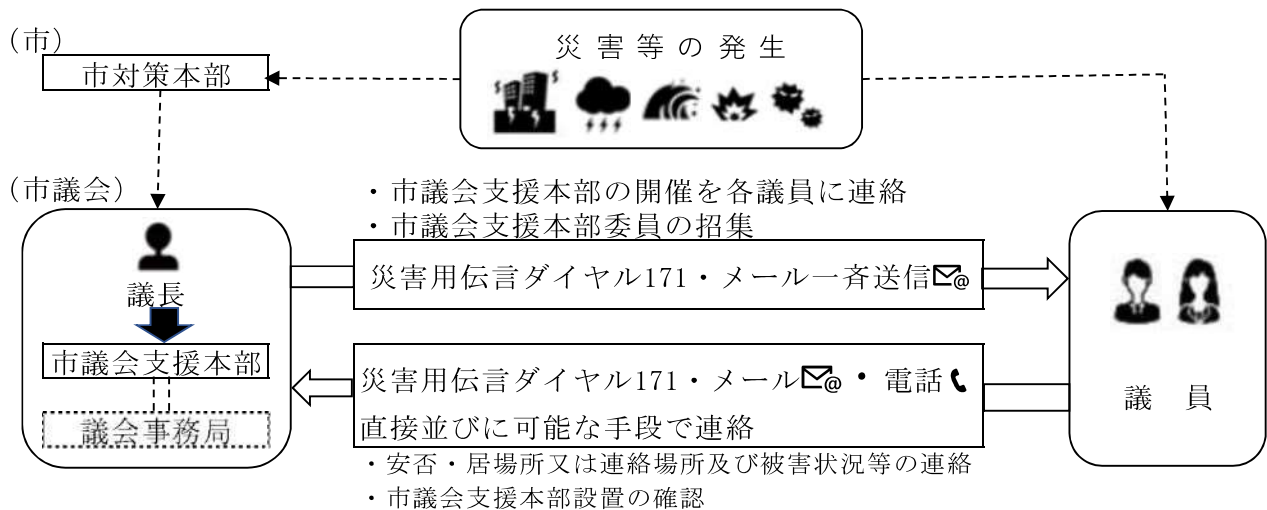 （市）
災害等の発生
市対策本部
（市議会）
・市議会支援本部の開催を各議員に連絡
・市議会支援本部委員の招集
災害用伝言ダイヤル171・メール一斉送信
議長
市議会支援本部
議会事務局
災害用伝言ダイヤル171・メール・電話
直接並びに可能な手段で連絡
議員
・安否・居場所又は連絡場所及び被害状況等の連絡
・市議会支援本部設置の確認